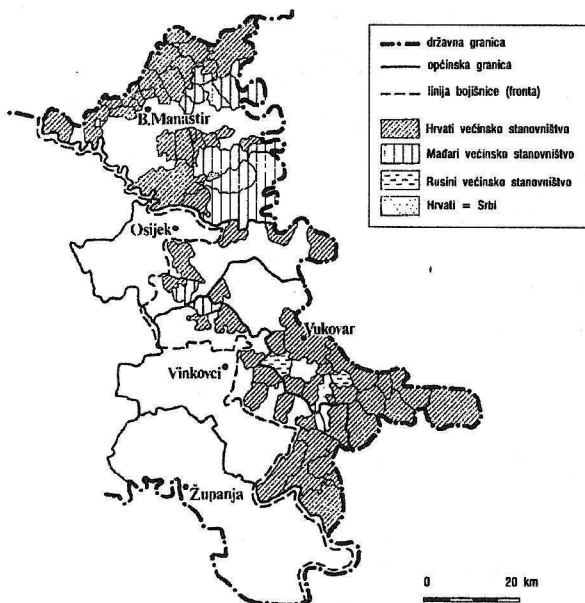 državna granica
općinska granica
linija bojišnice (fronta)
Hrvati većinsko stanovništvo
Mađari većinsko stanovništvo
Rusini većinsko stanovništvo
Hrvati = Srbi
B.Manastir
Osijek
Vukovar
Vinkovci
Županja
0 20 km